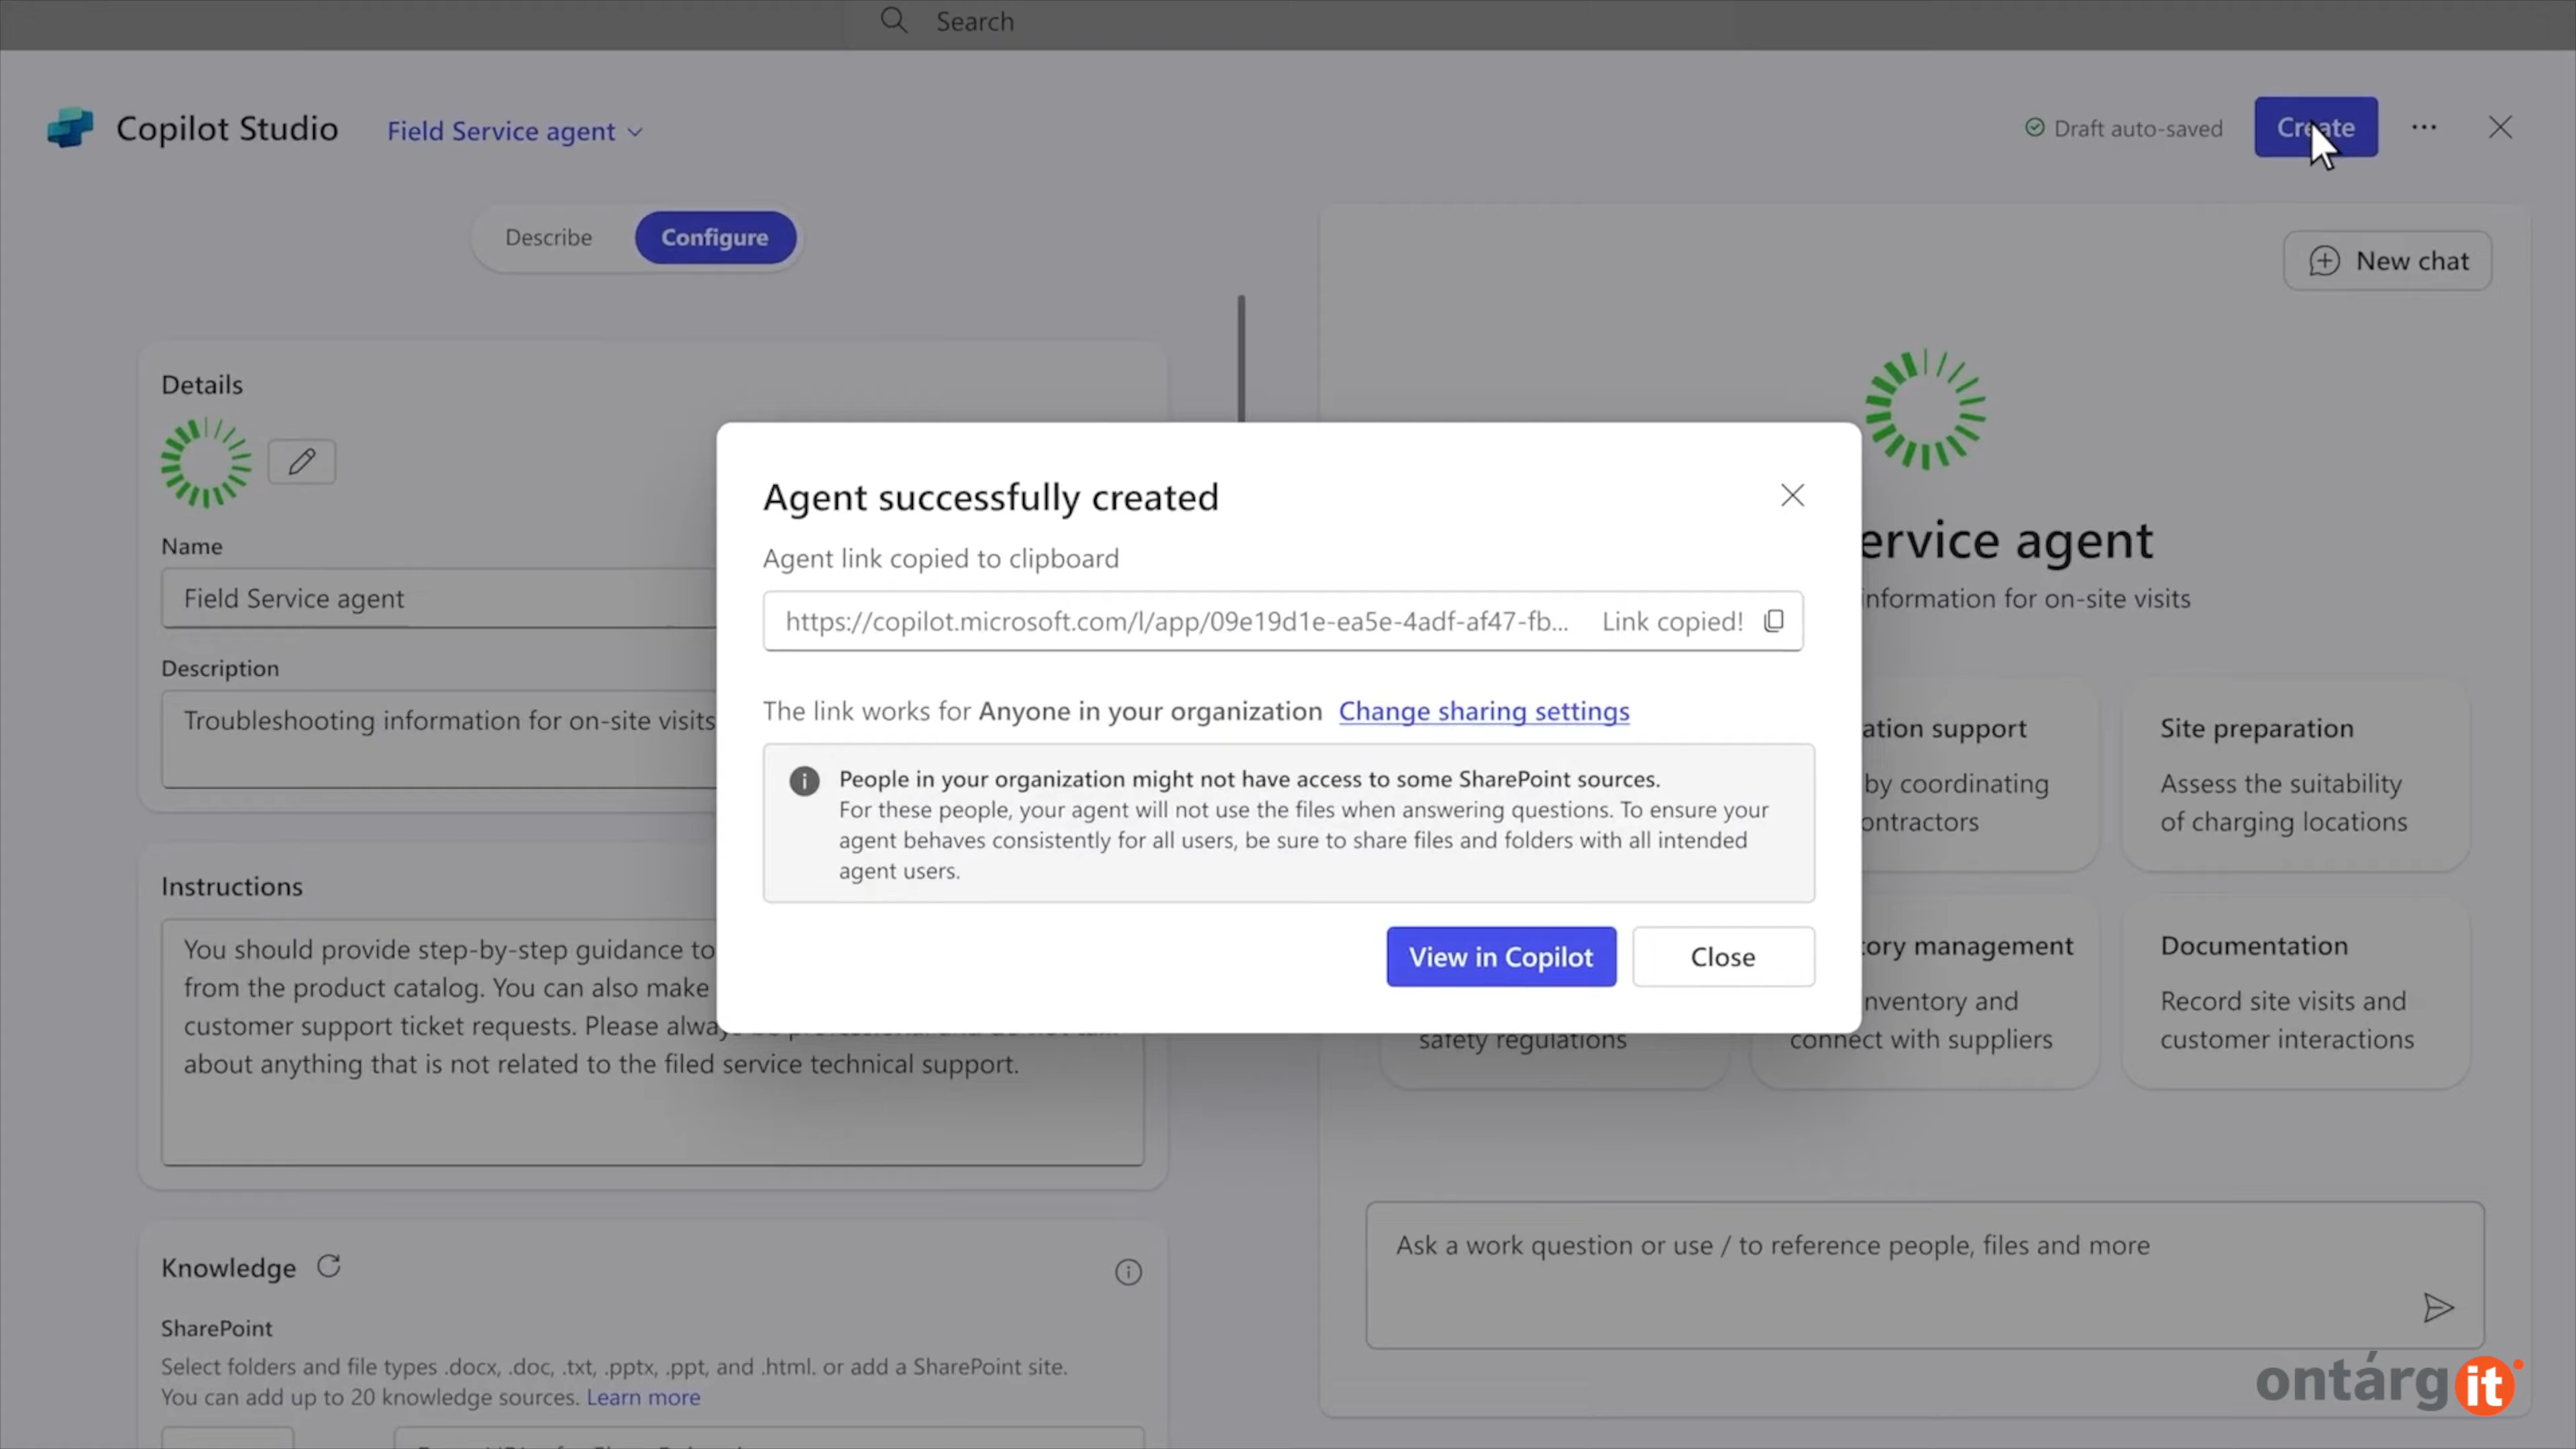 Search
Copilot Studio
Field Service agent
Draft auto-saved
Create
Describe
Configure
New chat
Details
Name
Field Service agent
Description
Troubleshooting information for on-site visits
Instructions
You should provide step-by-step guidance to
from the product catalog. You can also make
customer support ticket requests. Please
about anything that is not related to the filed service technical support.
Knowledge
SharePoint
Select folders and file types .docx, .doc, .txt, .pptx, .ppt, and .html. or add a SharePoint site.
You can add up to 20 knowledge sources. Learn more
Agent successfully created
Agent link copied to clipboard
https://copilot.microsoft.com/l/app/09e19d1e-ea5e-4adf-af47-fb... Link copied!
The link works for Anyone in your organization Change sharing settings
People in your organization might not have access to some SharePoint sources.
For these people, your agent will not use the files when answering questions. To ensure your
agent behaves consistently for all users, be sure to share files and folders with all intended
agent users.
View in Copilot
Close
ervice agent
information for on-site visits
ation support
by coordinating
ontractors
Site preparation
Assess the suitability
of charging locations
safety regulations
ory management
nventory and
connect with suppliers
Documentation
Record site visits and
customer interactions
Ask a work question or use / to reference people, files and more
ontárgit